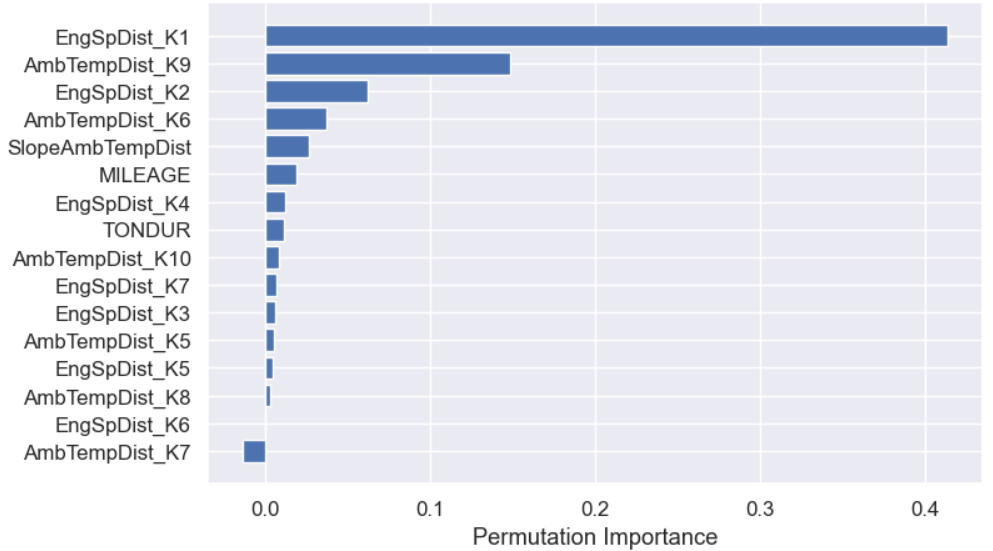 EngSpDist_K1
AmbTempDist_K9
EngSpDist_K2
AmbTempDist_K6
SlopeAmbTempDist
MILEAGE
EngSpDist_K4
TONDUR
AmbTempDist_K10
EngSpDist_K7
EngSpDist_K3
AmbTempDist_K5
EngSpDist_K5
AmbTempDist_K8
EngSpDist_K6
AmbTempDist_K7
0.0 0.1 0.2 0.3 0.4
Permutation Importance